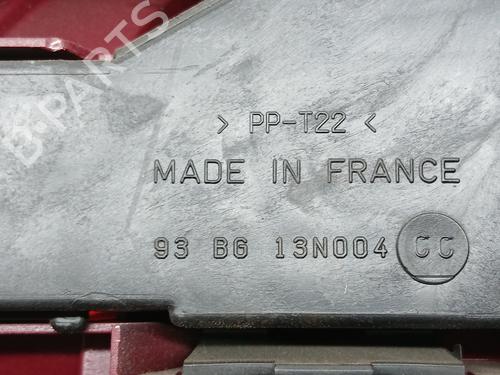 B-PARTS
> PP-T22 <
MADE IN FRANCE
93 BG 13N004 CC